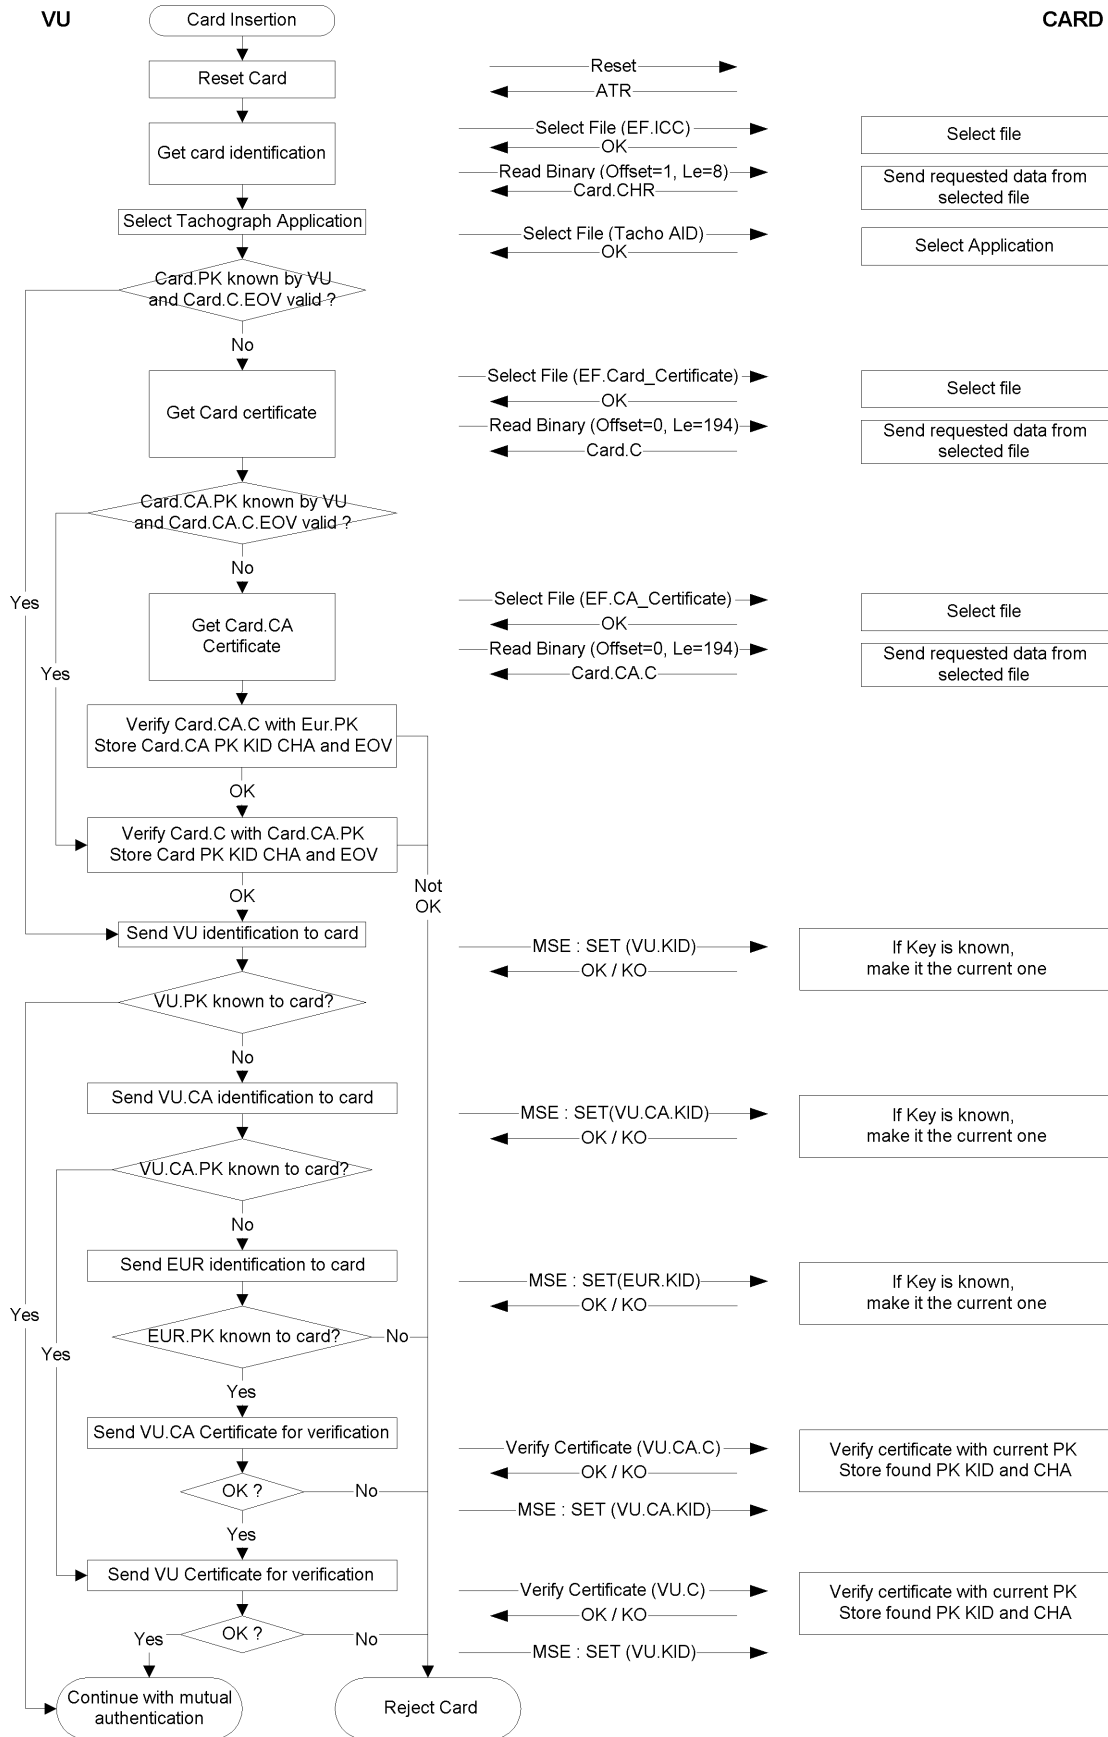 VU
Card Insertion
CARD
Reset Card
Reset
ATR
Get card identification
Select File (EF.ICC)
OK
Select file
Read Binary (Offset=1, Le=8)
Card.CHR
Send requested data from
selected file
Select Tachograph Application
Select File (Tacho AID)
OK
Select Application
Card.PK known by VU
and Card.C.EOV valid ?
No
Get Card certificate
Select File (EF.Card_Certificate)
OK
Select file
Read Binary (Offset=0, Le=194)
Card.C
Send requested data from
selected file
Card.CA.PK known by VU
and Card.CA.C.EOV valid ?
No
Yes
Get Card.CA
Certificate
Select File (EF.CA_Certificate)
OK
Select file
Yes
Read Binary (Offset=0, Le=194)
Card.CA.C
Send requested data from
selected file
Verify Card.CA.C with Eur.PK
Store Card.CA PK KID CHA and EOV
OK
Verify Card.C with Card.CA.PK
Store Card PK KID CHA and EOV
Not
OK
OK
Send VU identification to card
MSE : SET (VU.KID)
OK / KO
If Key is known,
make it the current one
VU.PK known to card?
No
Send VU.CA identification to card
MSE : SET(VU.CA.KID)
OK / KO
If Key is known,
make it the current one
VU.CA.PK known to card?
No
Send EUR identification to card
MSE : SET(EUR.KID)
OK / KO
If Key is known,
make it the current one
Yes
EUR.PK known to card?
No
Yes
Yes
Send VU.CA Certificate for verification
Verify Certificate (VU.CA.C)
OK / KO
Verify certificate with current PK
Store found PK KID and CHA
OK ?
No
MSE : SET (VU.CA.KID)
Yes
Send VU Certificate for verification
Verify Certificate (VU.C)
OK / KO
Verify certificate with current PK
Store found PK KID and CHA
Yes
OK ?
No
MSE : SET (VU.KID)
Continue with mutual
authentication
Reject Card